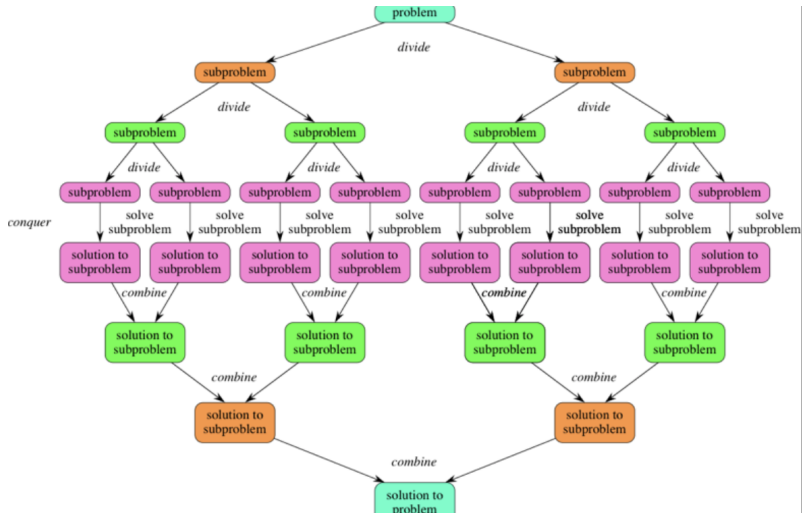 problem
divide
subproblem subproblem
divide divide
subproblem subproblem subproblem subproblem
divide divide divide divide
subproblem subproblem subproblem subproblem subproblem subproblem subproblem subproblem
solve solve solve solve solve solve solve solve
conquer subproblem subproblem subproblem subproblem subproblem subproblem subproblem subproblem
solution to solution to solution to solution to solution to solution to solution to solution to
subproblem subproblem subproblem subproblem subproblem subproblem subproblem subproblem
combine combine combine combine
solution to solution to solution to solution to
subproblem subproblem subproblem subproblem
combine combine
solution to solution to
subproblem subproblem
combine
solution to
problem